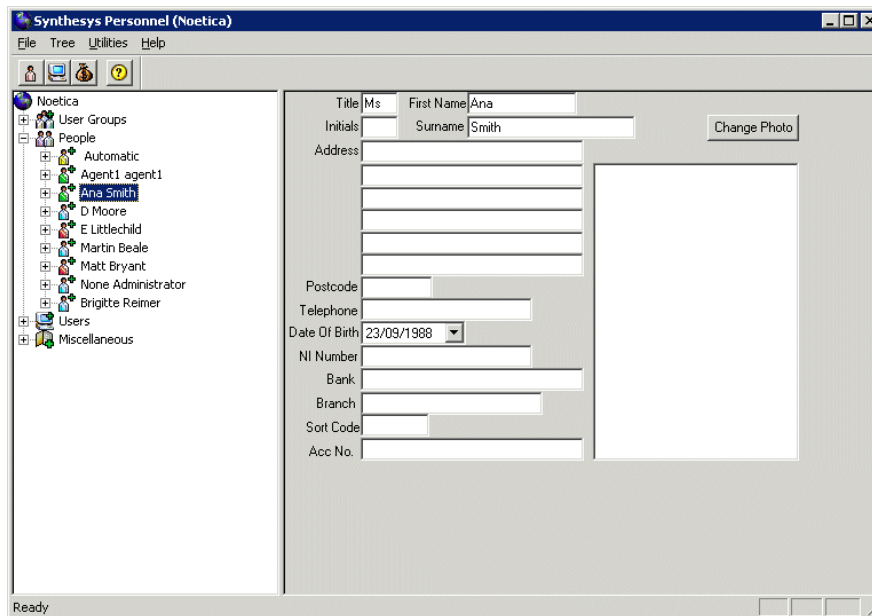 Synthesys Personnel (Noetica)
File Tree Utilities Help
Noetica
User Groups
People
Automatic
Agent1 agent1
Ana Smith
D Moore
E Littlechild
Martin Beale
Matt Bryant
None Administrator
Brigitte Reimer
Users
Miscellaneous
Title Ms First Name Ana
Initials Surname Smith
Change Photo
Address
Postcode
Telephone
Date Of Birth 23/09/1988
NI Number
Bank
Branch
Sort Code
Acc No.
Ready